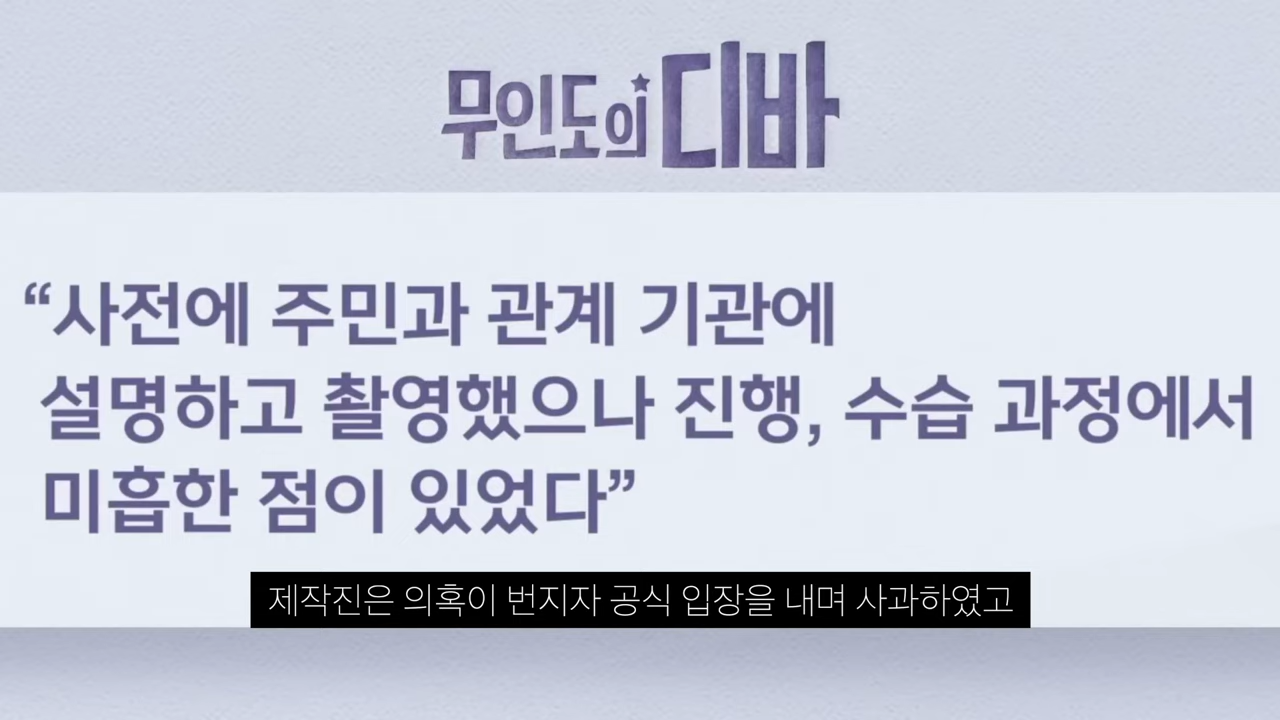 무인도의 디바
“사전에 주민과 관계 기관에
설명하고 촬영했으나 진행, 수습 과정에서
미흡한 점이 있었다”
제작진은 의혹이 번지자 공식 입장을 내며 사과하였고